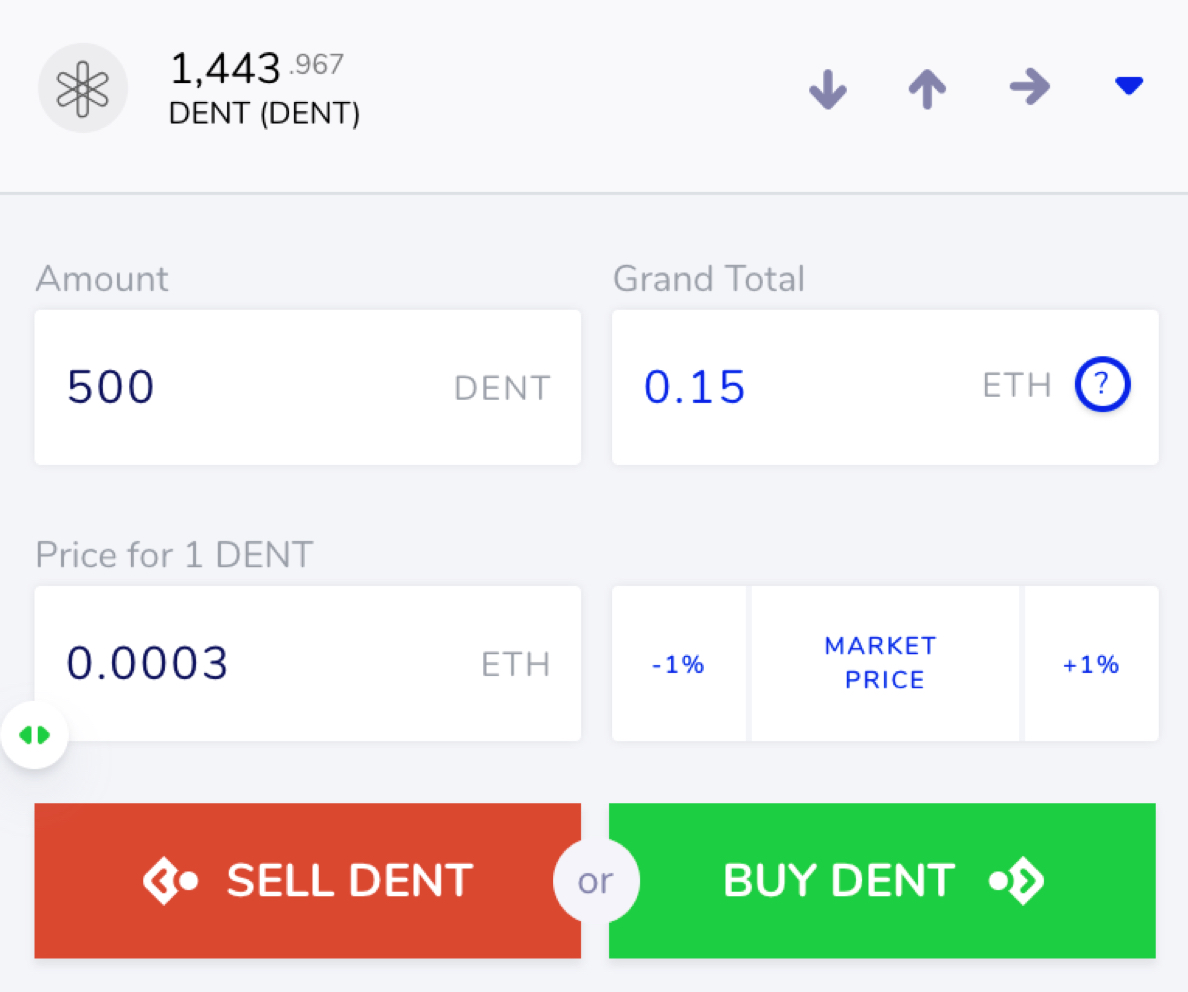 1,443.967
DENT (DENT)
Amount
Grand Total
500 DENT
0.15 ETH ?
Price for 1 DENT
0.0003 ETH
-1%
MARKET
PRICE
+1%
SELL DENT
or
BUY DENT